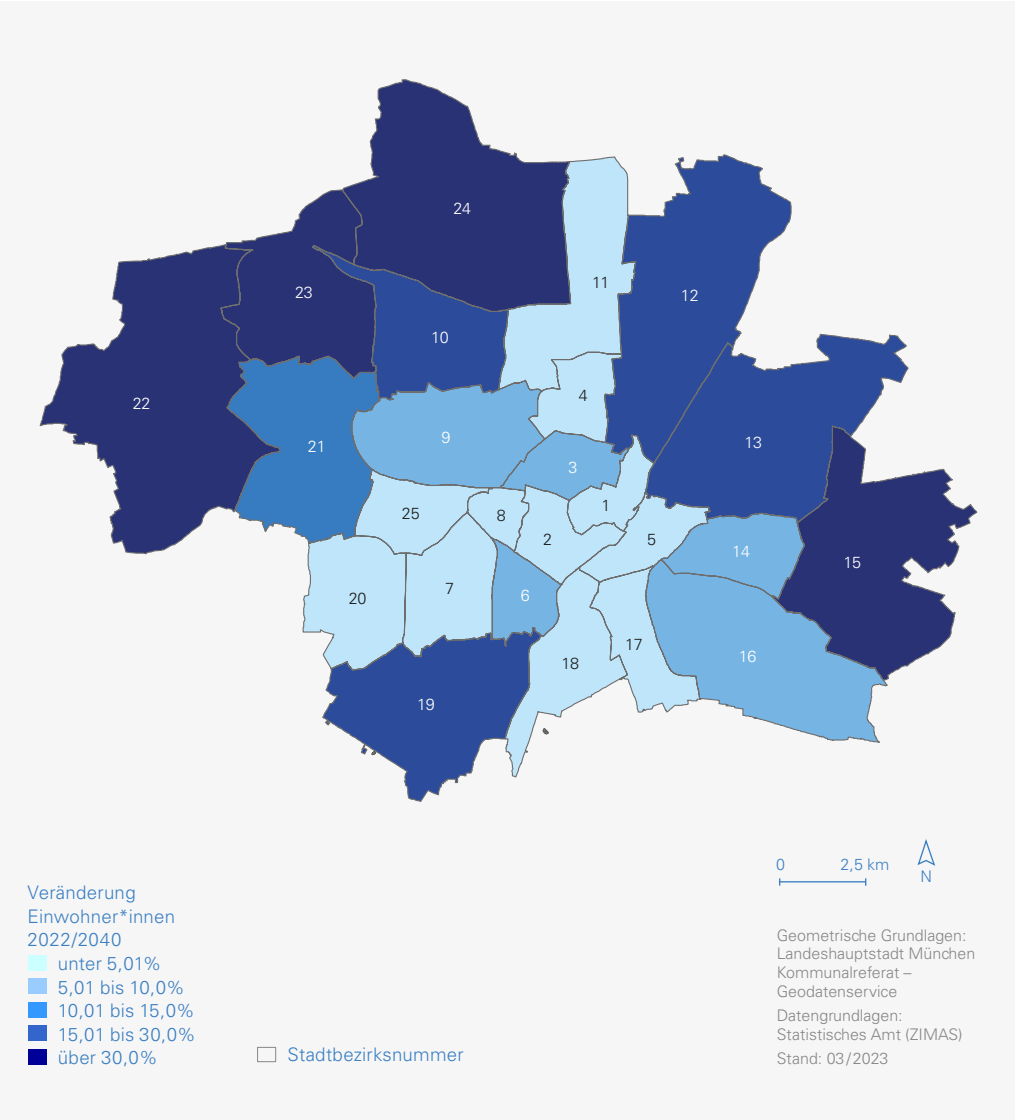 24
11
23
12
10
22
4
9
13
21
3
25
8
1
2
5
14
15
20
7
6
17
16
18
19
0 2,5 km
N
Veränderung
Einwohner*innen
2022/2040
unter 5,01%
5,01 bis 10,0%
10,01 bis 15,0%
15,01 bis 30,0%
über 30,0%
Stadtbezirksnummer
Geometrische Grundlagen:
Landeshauptstadt München
Kommunalreferat –
Geodatenservice
Datengrundlagen:
Statistisches Amt (ZIMAS)
Stand: 03/2023